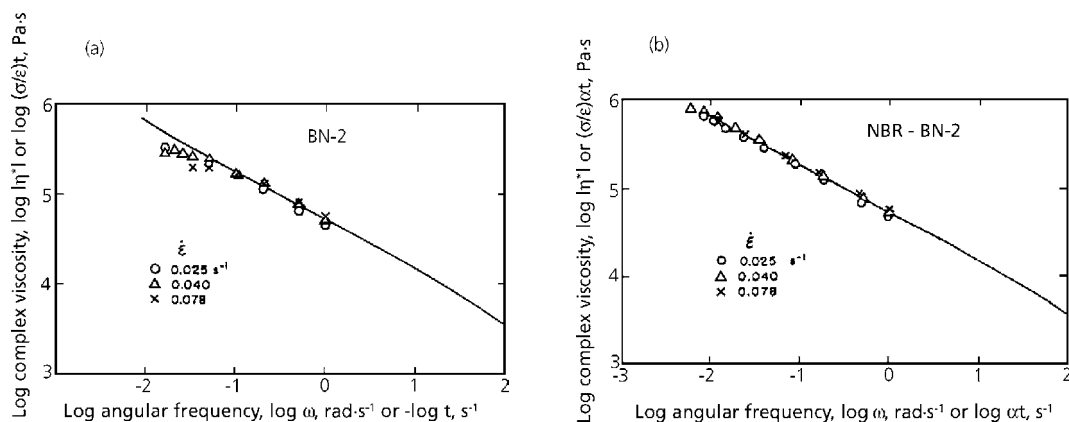 (a)
Log complex viscosity, log Iη*I or log (σ/ε)t, Pa·s
6
5
4
3
BN-2
ε̇
0.025 s⁻¹
0.040
0.078
-2 -1 0 1 2
Log angular frequency, log ω, rad·s⁻¹ or -log t, s⁻¹
(b)
Log complex viscosity, log Iη*I or (σ/ε)αt, Pa·s
6
5
4
3
NBR - BN-2
ε̇
0.025 s⁻¹
0.040
0.078
-3 -2 -1 0 1 2
Log angular frequency, log ω, rad·s⁻¹ or log αt, s⁻¹